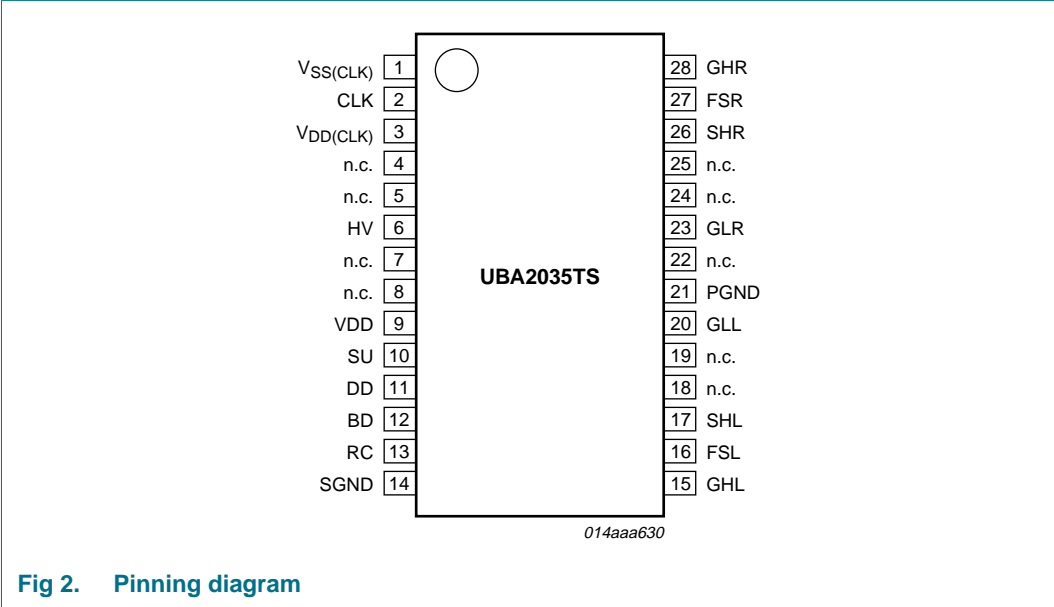 VSS(CLK) 1 28 GHR
CLK 2 27 FSR
VDD(CLK) 3 26 SHR
n.c. 4 25 n.c.
n.c. 5 24 n.c.
HV 6 23 GLR
n.c. 7 22 n.c.
UBA2035TS
n.c. 8 21 PGND
VDD 9 20 GLL
SU 10 19 n.c.
DD 11 18 n.c.
BD 12 17 SHL
RC 13 16 FSL
SGND 14 15 GHL
014aaa630
Fig 2. Pinning diagram